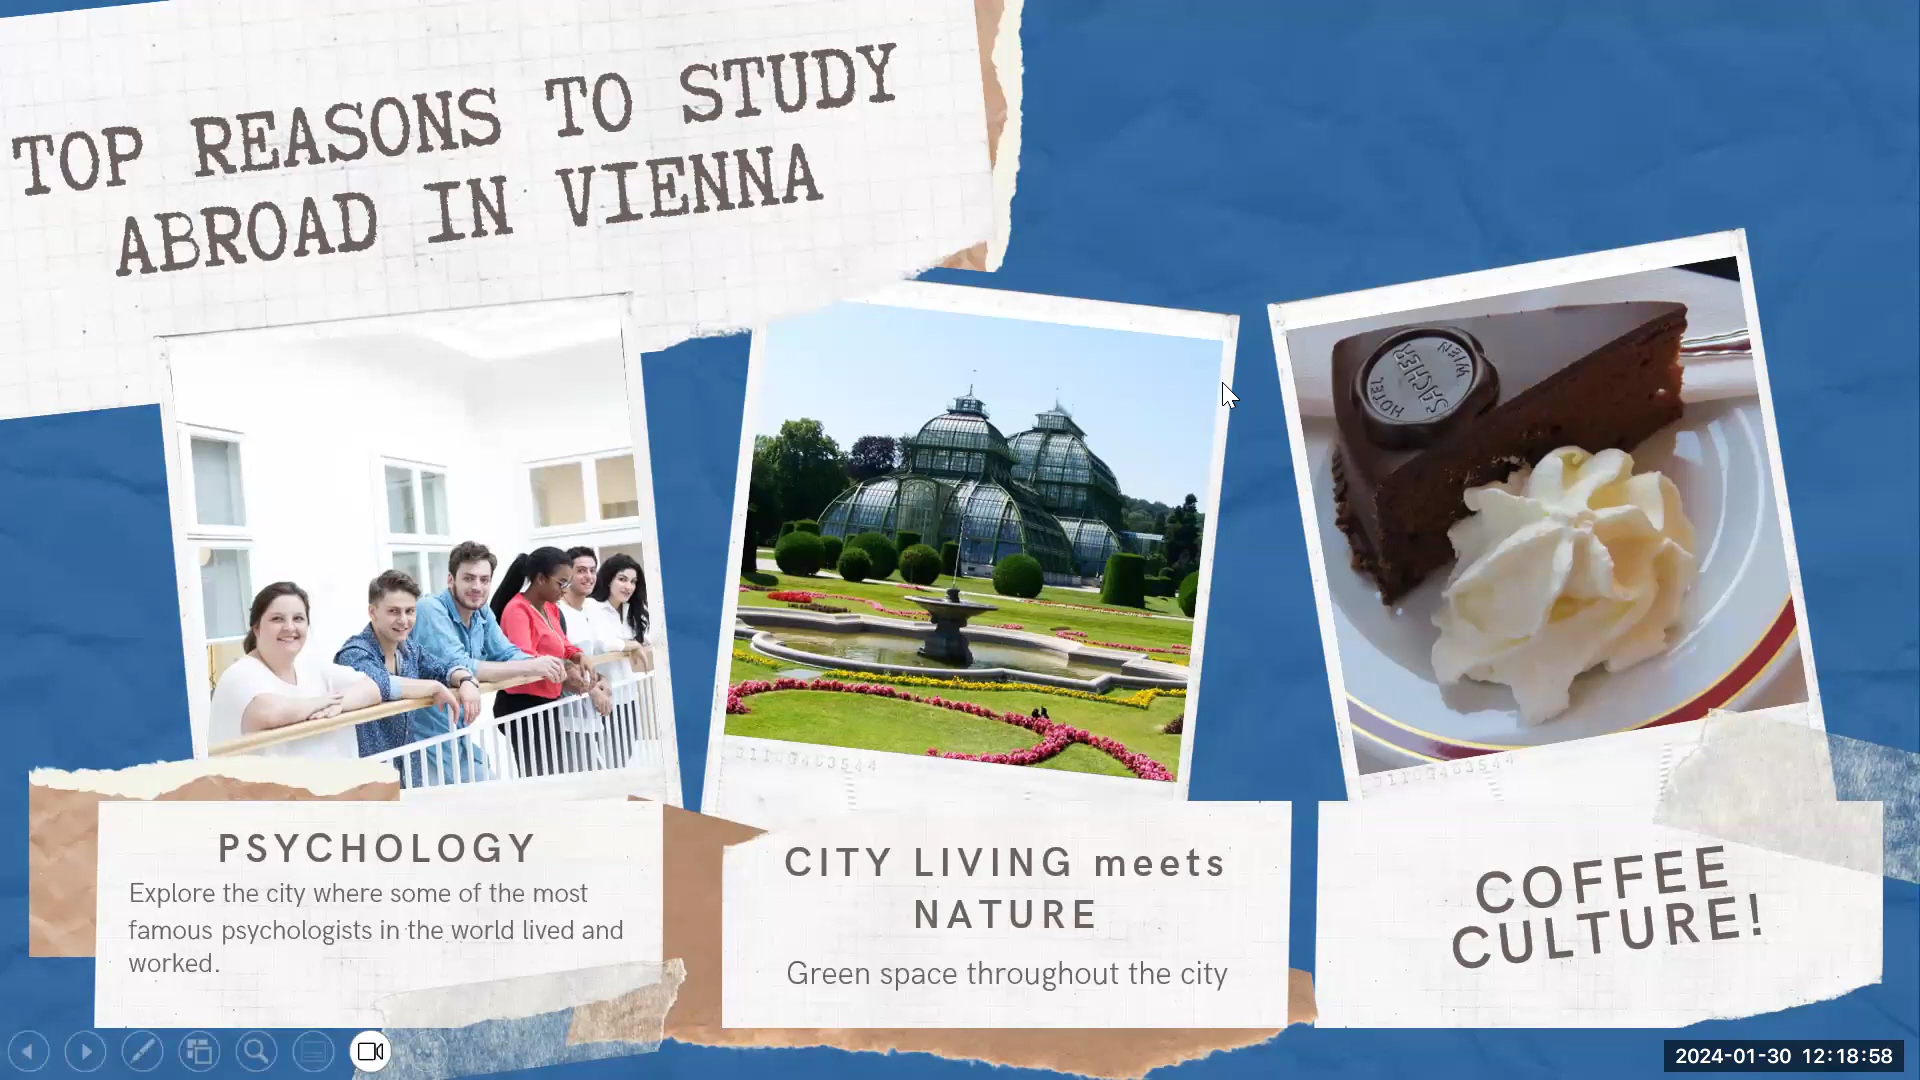 TOP REASONS TO STUDY
ABROAD IN VIENNA
HOTEL
SACHER
WIEN
PSYCHOLOGY
Explore the city where some of the most
famous psychologists in the world lived and
worked.
CITY LIVING meets
NATURE
Green space throughout the city
COFFEE
CULTURE!
2024-01-30 12:18:58